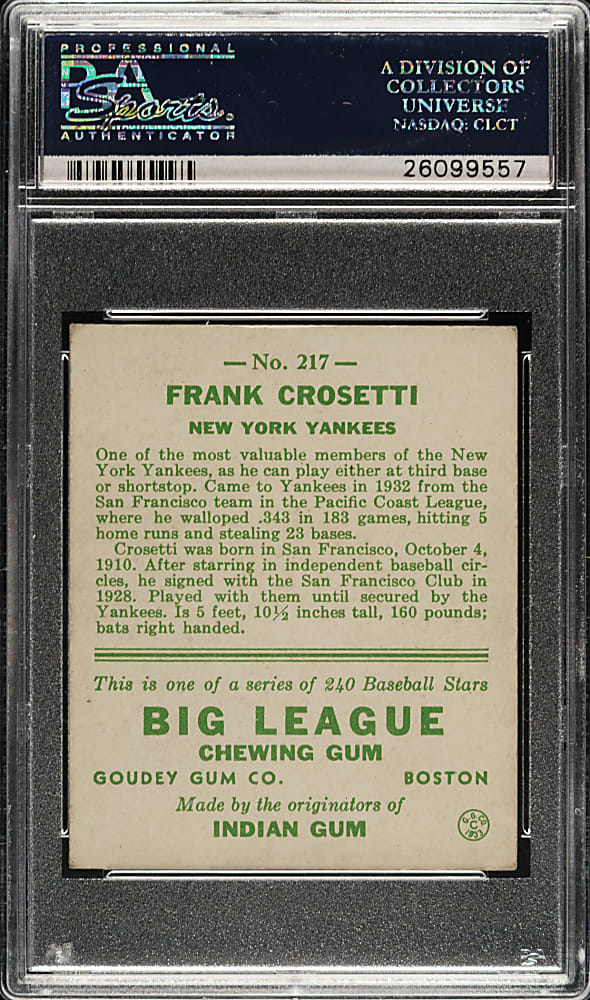 PROFESSIONAL
PSA
Sports
AUTHENTICATOR
A DIVISION OF
COLLECTORS
UNIVERSE
NASDAQ: CLCT
26099557
— No. 217 —
FRANK CROSETTI
NEW YORK YANKEES
One of the most valuable members of the New
York Yankees, as he can play either at third base
or shortstop. Came to Yankees in 1932 from the
San Francisco team in the Pacific Coast League,
where he walloped .343 in 183 games, hitting 5
home runs and stealing 23 bases.
Crosetti was born in San Francisco, October 4,
1910. After starring in independent baseball cir-
cles, he signed with the San Francisco Club in
1928. Played with them until secured by the
Yankees. Is 5 feet, 10½ inches tall, 160 pounds;
bats right handed.
This is one of a series of 240 Baseball Stars
BIG LEAGUE
CHEWING GUM
GOUDEY GUM CO. BOSTON
Made by the originators of
INDIAN GUM
G.G.CO.
C
1933